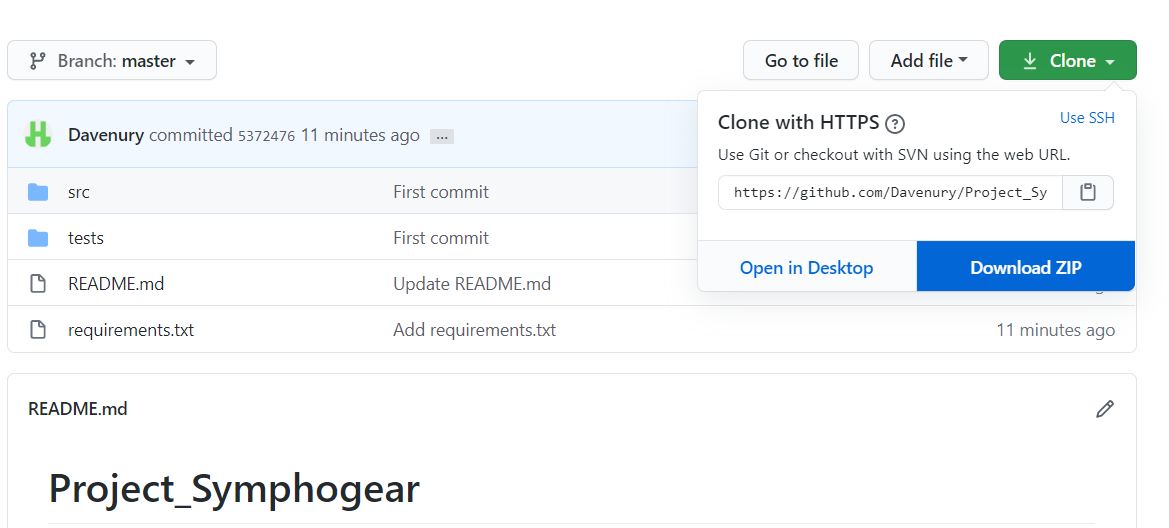 Branch: master
Go to file
Add file
Clone
Davenury committed 5372476 11 minutes ago ...
Clone with HTTPS ?
Use SSH
Use Git or checkout with SVN using the web URL.
https://github.com/Davenury/Project_Sy
Open in Desktop
Download ZIP
src First commit
tests First commit
README.md Update README.md
requirements.txt Add requirements.txt 11 minutes ago
README.md
Project_Symphogear